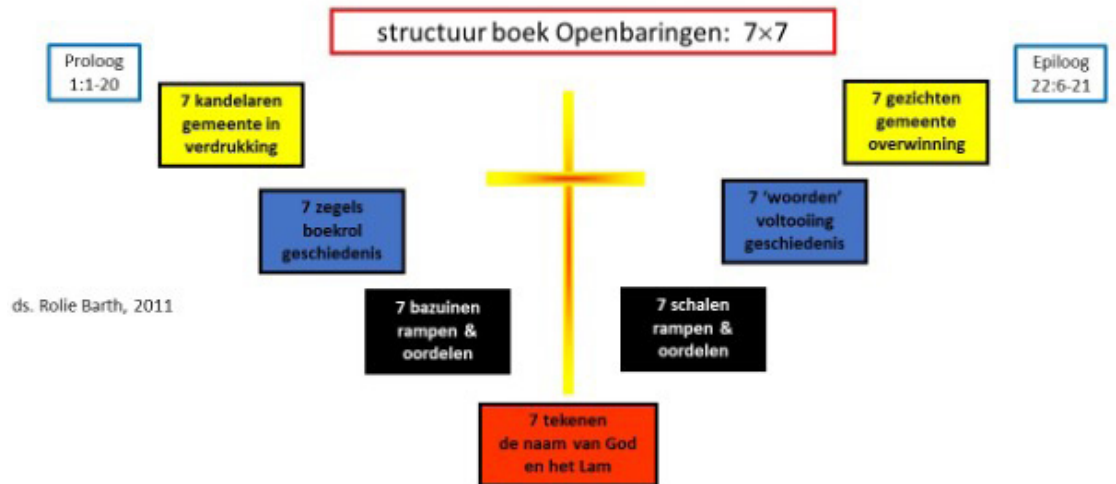 structuur boek Openbaringen: 7×7
Proloog
1:1-20
Epiloog
22:6-21
7 kandelaren
gemeente in
verdrukking
7 gezichten
gemeente
overwinning
7 zegels
boekrol
geschiedenis
7 ‘woorden’
voltooiing
geschiedenis
ds. Rolie Barth, 2011
7 bazuinen
rampen &
oordelen
7 schalen
rampen &
oordelen
7 tekenen
de naam van God
en het Lam